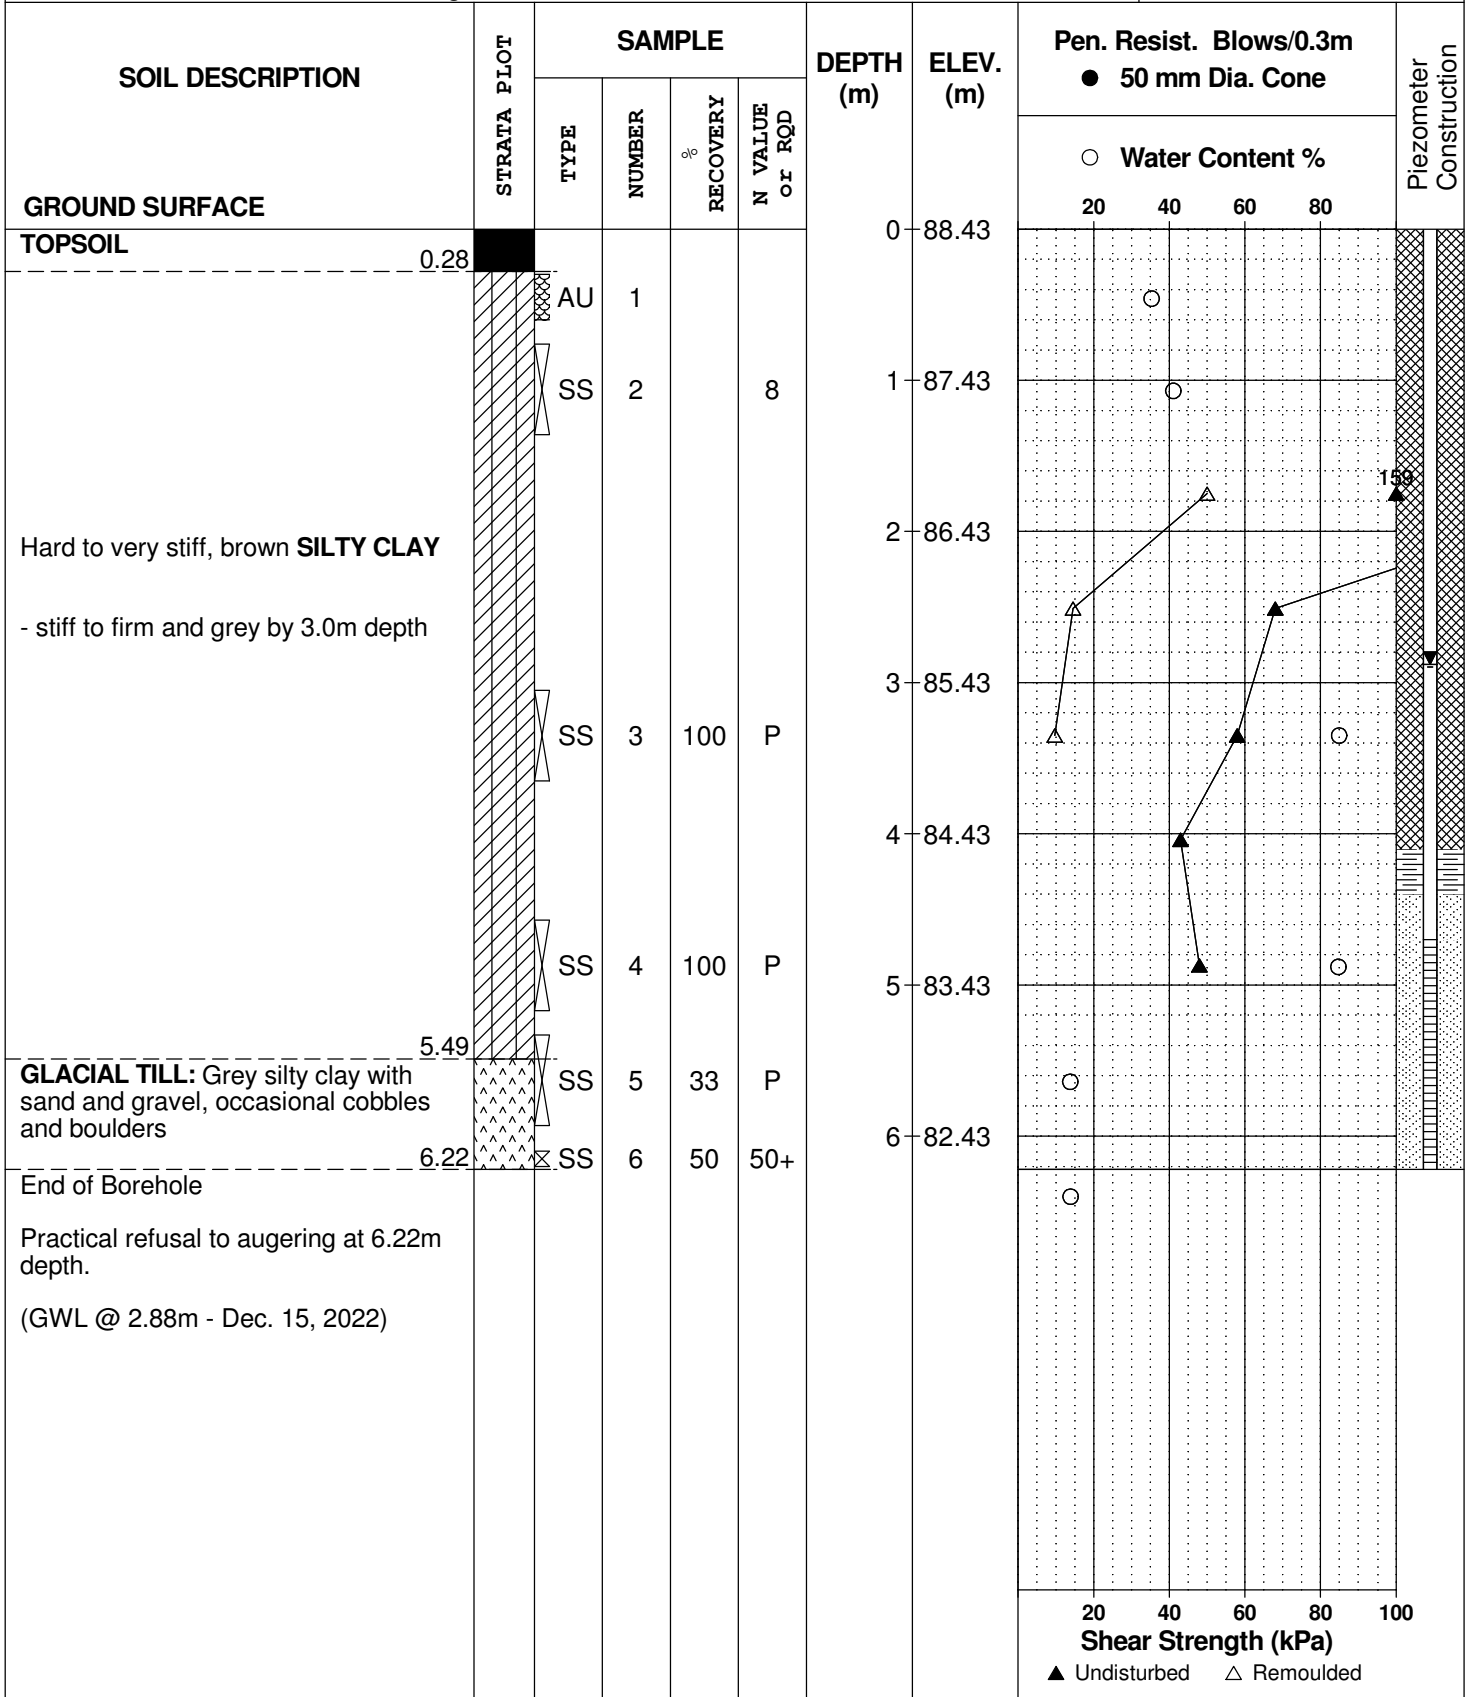 SOIL DESCRIPTION
GROUND SURFACE
STRATA PLOT
SAMPLE
TYPE
NUMBER
% RECOVERY
N VALUE or RQD
DEPTH (m)
ELEV. (m)
Pen. Resist. Blows/0.3m
● 50 mm Dia. Cone
○ Water Content %
20 40 60 80
Piezometer Construction
TOPSOIL
0.28
0 88.43
AU 1
SS 2 8
1 87.43
159
2 86.43
Hard to very stiff, brown SILTY CLAY
- stiff to firm and grey by 3.0m depth
3 85.43
SS 3 100 P
4 84.43
SS 4 100 P
5 83.43
5.49
GLACIAL TILL: Grey silty clay with
sand and gravel, occasional cobbles
and boulders
SS 5 33 P
6 82.43
6.22
SS 6 50 50+
End of Borehole
Practical refusal to augering at 6.22m
depth.
(GWL @ 2.88m - Dec. 15, 2022)
20 40 60 80 100
Shear Strength (kPa)
▲ Undisturbed △ Remoulded